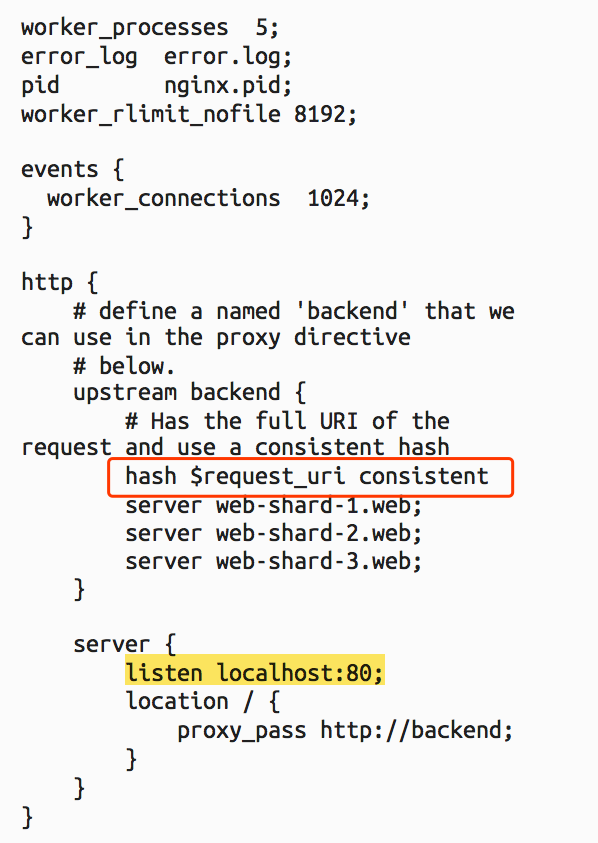 worker_processes  5;
error_log  error.log;
pid        nginx.pid;
worker_rlimit_nofile 8192;

events {
  worker_connections  1024;
}

http {
    # define a named 'backend' that we
can use in the proxy directive
    # below.
    upstream backend {
        # Has the full URI of the
request and use a consistent hash
        hash $request_uri consistent
        server web-shard-1.web;
        server web-shard-2.web;
        server web-shard-3.web;
    }

    server {
        listen localhost:80;
        location / {
            proxy_pass http://backend;
        }
    }
}